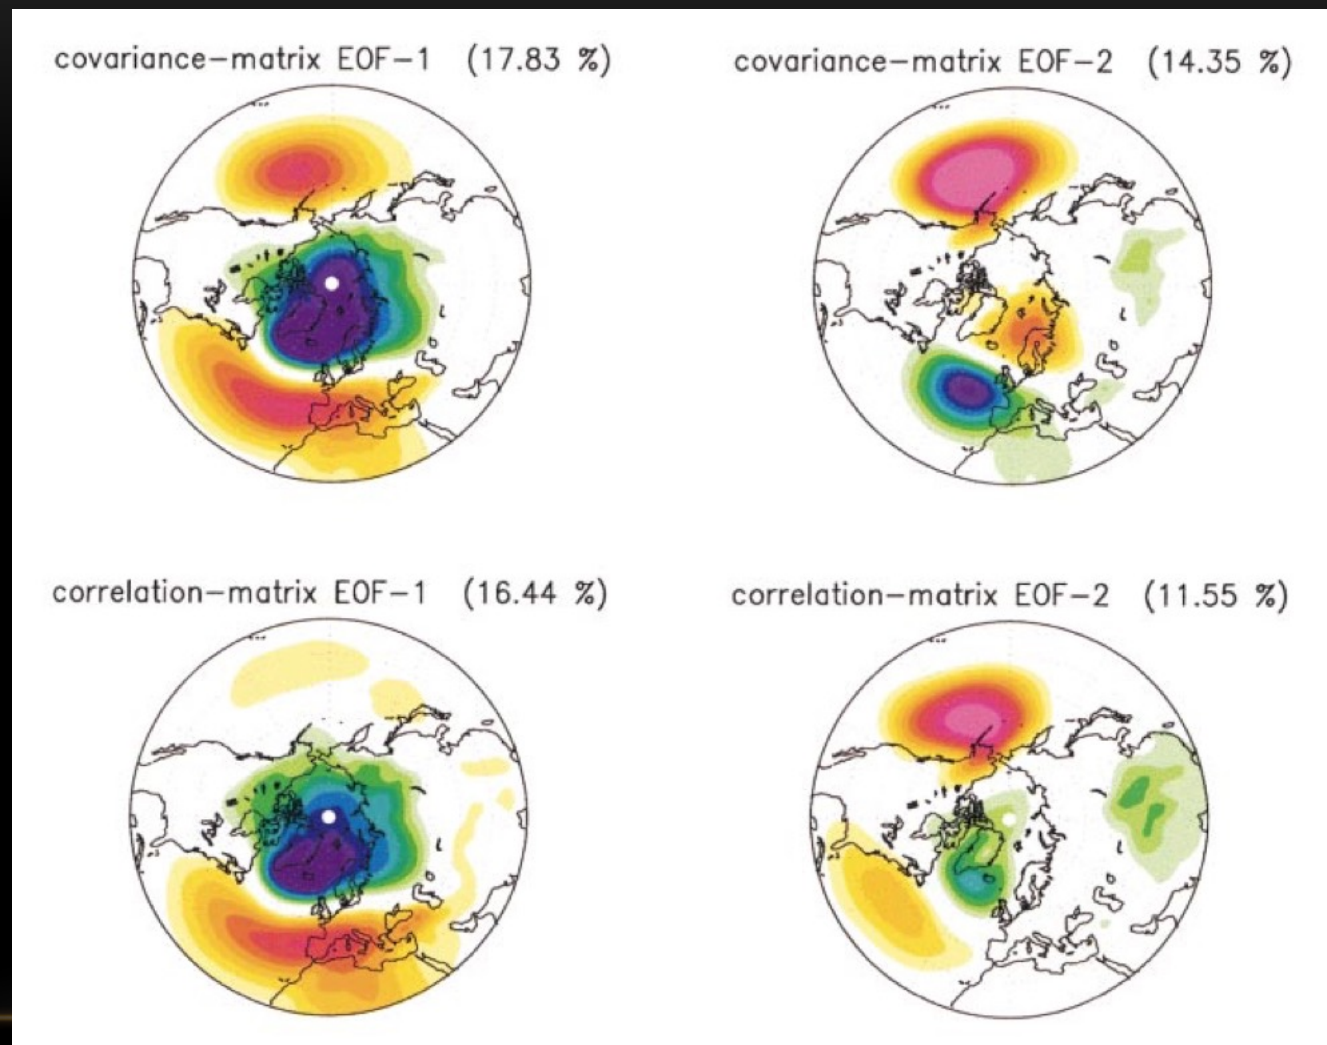 covariance−matrix EOF−1 (17.83 %)
covariance−matrix EOF−2 (14.35 %)
correlation−matrix EOF−1 (16.44 %)
correlation−matrix EOF−2 (11.55 %)